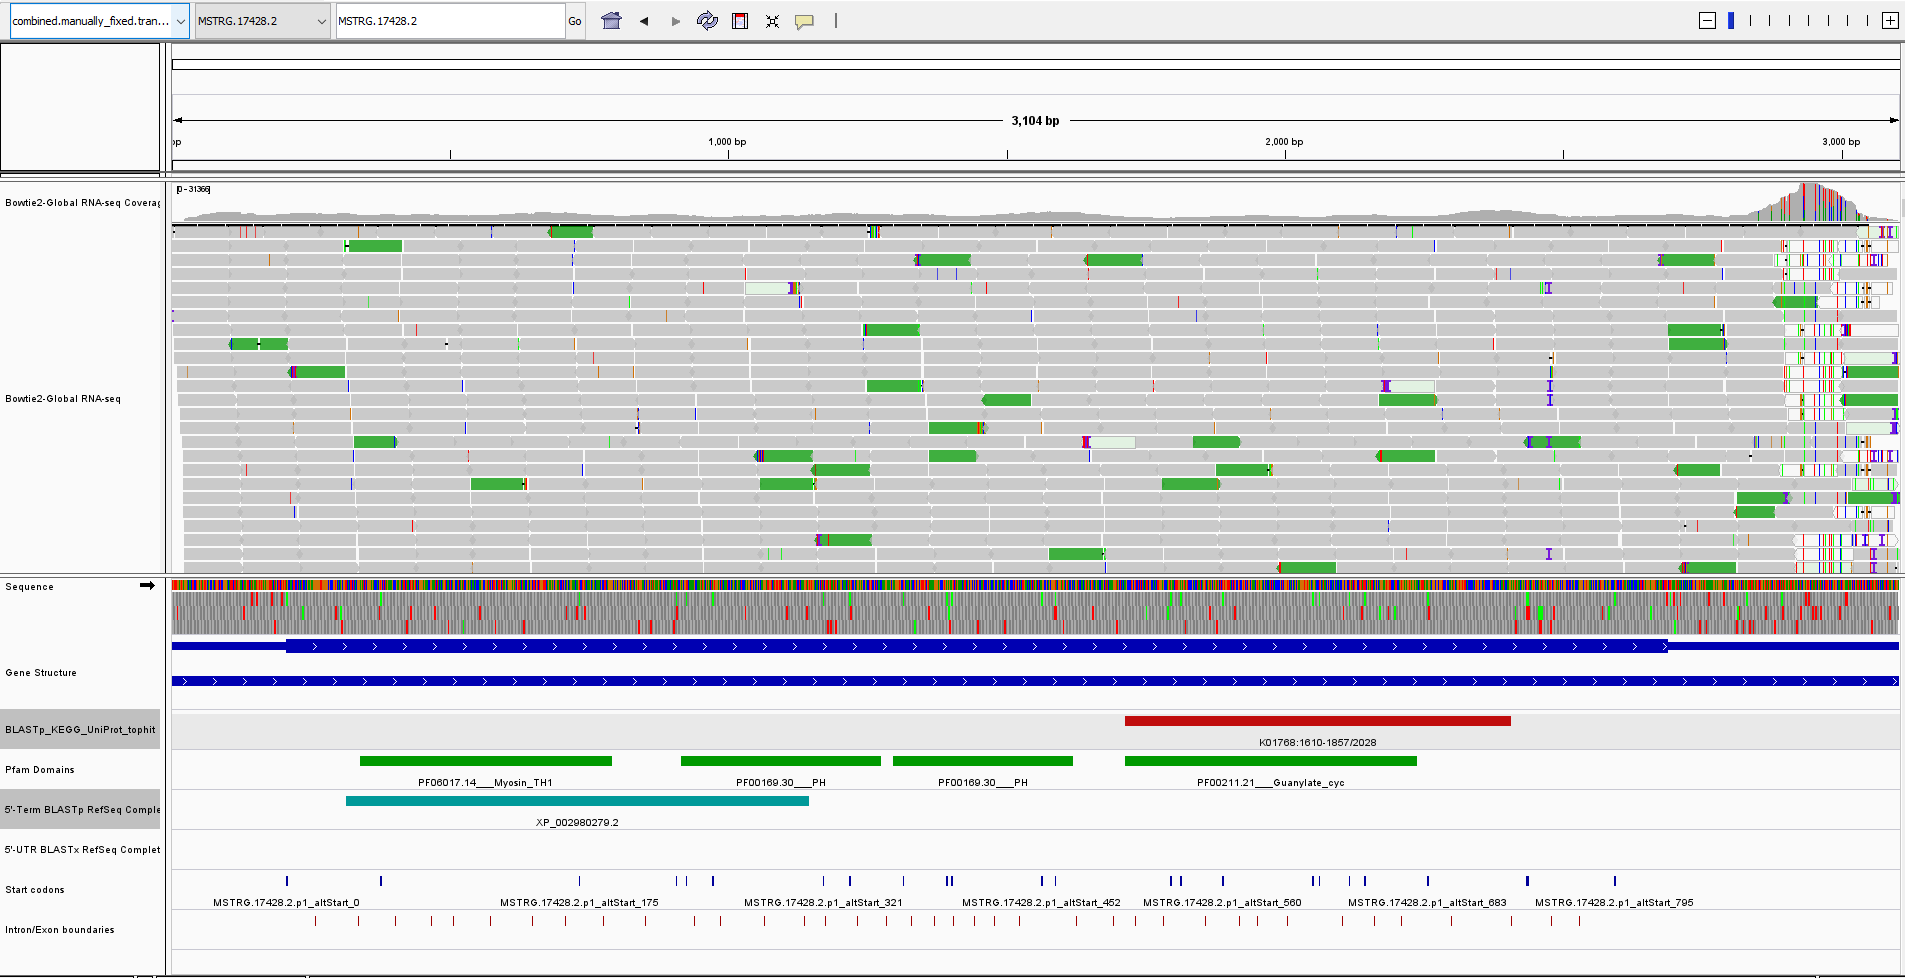 combined.manually_fixed.tran... MSTRG.17428.2 MSTRG.17428.2 Go
3,104 bp
bp 1,000 bp 2,000 bp 3,000 bp
[0 - 31366]
Bowtie2-Global RNA-seq Coverag
Bowtie2-Global RNA-seq
Sequence
Gene Structure
BLASTp_KEGG_UniProt_tophit
K01768:1610-1857/2028
Pfam Domains
PF06017.14___Myosin_TH1 PF00169.30___PH PF00169.30___PH PF00211.21___Guanylate_cyc
5'-Term BLASTp RefSeq Comple
XP_002980279.2
5'-UTR BLASTx RefSeq Complet
Start codons
MSTRG.17428.2.p1_altStart_0 MSTRG.17428.2.p1_altStart_175 MSTRG.17428.2.p1_altStart_321 MSTRG.17428.2.p1_altStart_452 MSTRG.17428.2.p1_altStart_560 MSTRG.17428.2.p1_altStart_683 MSTRG.17428.2.p1_altStart_795
Intron/Exon boundaries